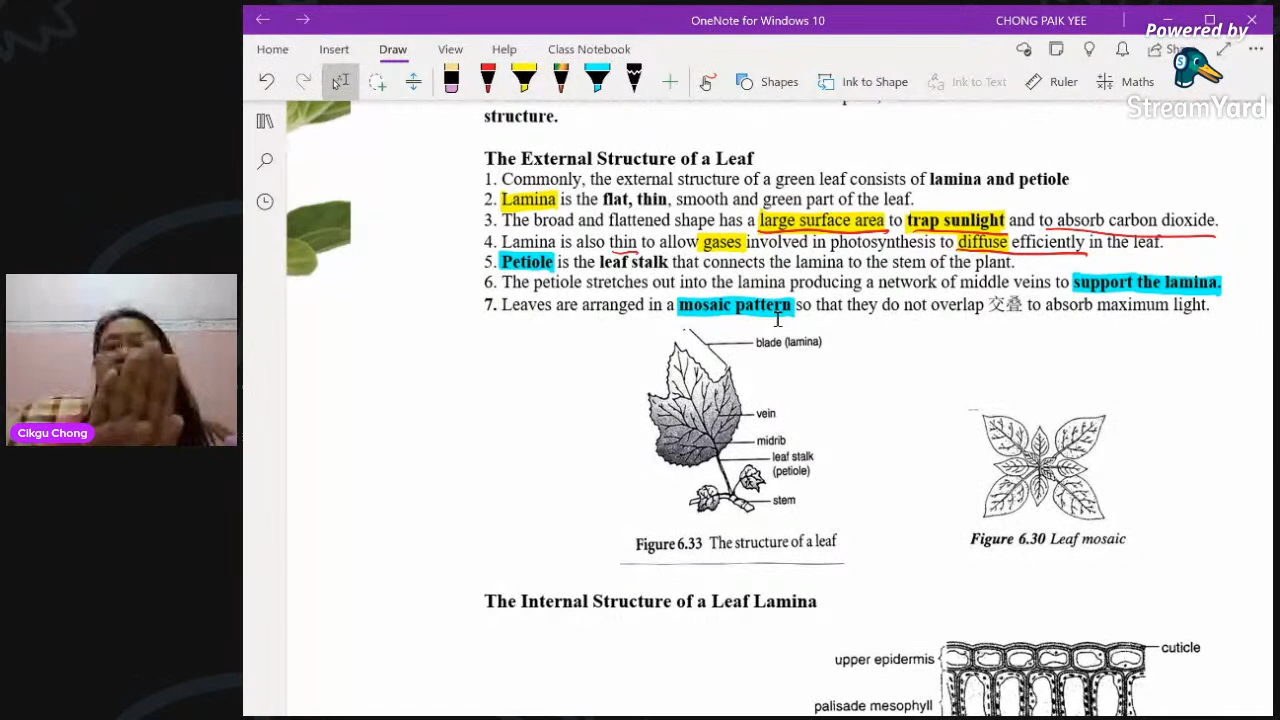 OneNote for Windows 10
CHONG PAIK YEE
Powered by
StreamYard
Home Insert Draw View Help Class Notebook
Shapes Ink to Shape Ink to Text Ruler Maths
structure.
The External Structure of a Leaf
1. Commonly, the external structure of a green leaf consists of lamina and petiole
2. Lamina is the flat, thin, smooth and green part of the leaf.
3. The broad and flattened shape has a large surface area to trap sunlight and to absorb carbon dioxide.
4. Lamina is also thin to allow gases involved in photosynthesis to diffuse efficiently in the leaf.
5. Petiole is the leaf stalk that connects the lamina to the stem of the plant.
6. The petiole stretches out into the lamina producing a network of middle veins to support the lamina.
7. Leaves are arranged in a mosaic pattern so that they do not overlap 交叠 to absorb maximum light.
blade (lamina)
vein
midrib
leaf stalk
(petiole)
stem
Figure 6.33 The structure of a leaf
Figure 6.30 Leaf mosaic
Cikgu Chong
The Internal Structure of a Leaf Lamina
upper epidermis
cuticle
palisade mesophyll